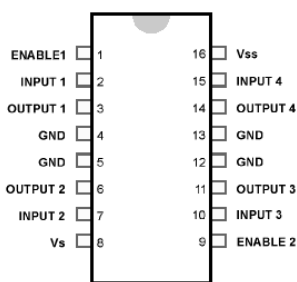 ENABLE1 1 16 Vss
INPUT 1 2 15 INPUT 4
OUTPUT 1 3 14 OUTPUT 4
GND 4 13 GND
GND 5 12 GND
OUTPUT 2 6 11 OUTPUT 3
INPUT 2 7 10 INPUT 3
Vs 8 9 ENABLE 2